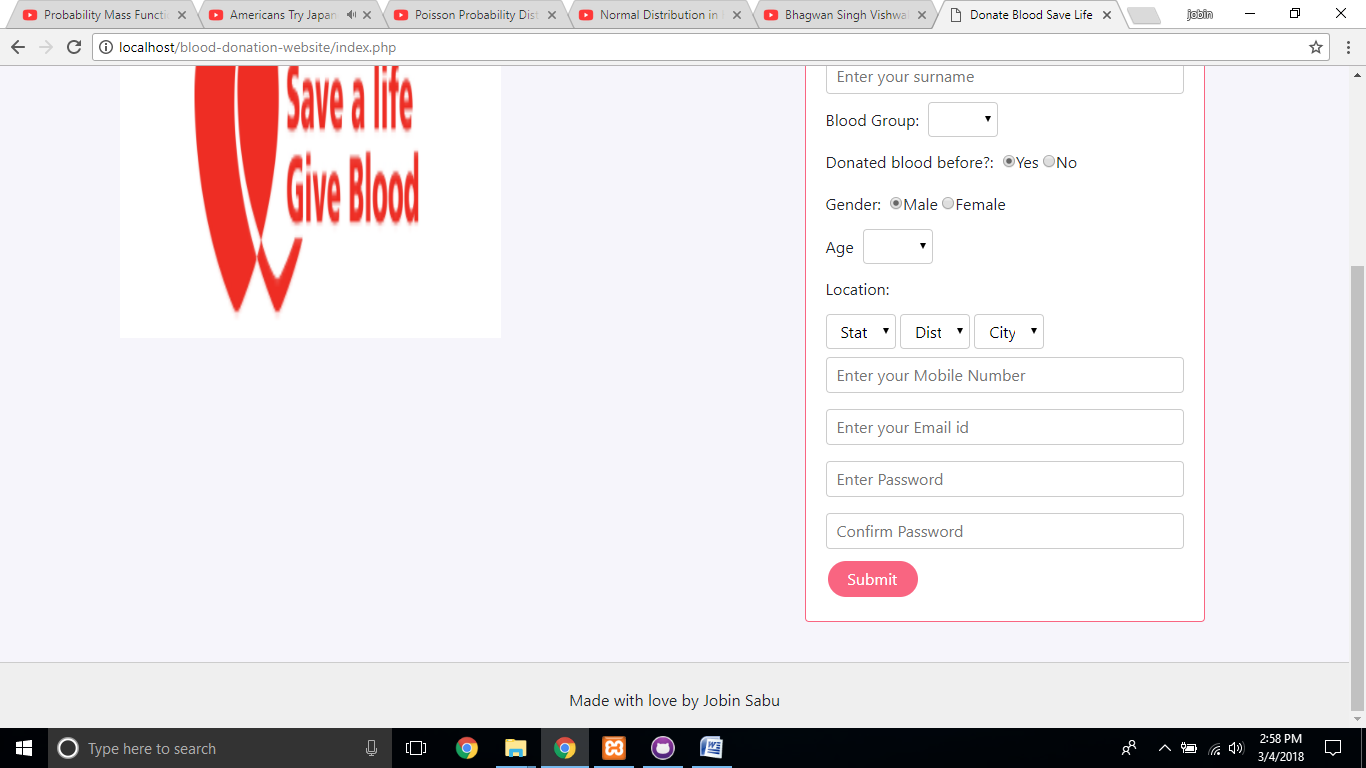 Probability Mass Functi
Americans Try Japan
Poisson Probability Dist
Normal Distribution in
Bhagwan Singh Vishwa
Donate Blood Save Life
jobin
localhost/blood-donation-website/index.php
Save a life
Give Blood
Enter your surname
Blood Group:
Donated blood before?: Yes No
Gender: Male Female
Age
Location:
Stat Dist City
Enter your Mobile Number
Enter your Email id
Enter Password
Confirm Password
Submit
Made with love by Jobin Sabu
Type here to search
2:58 PM
3/4/2018